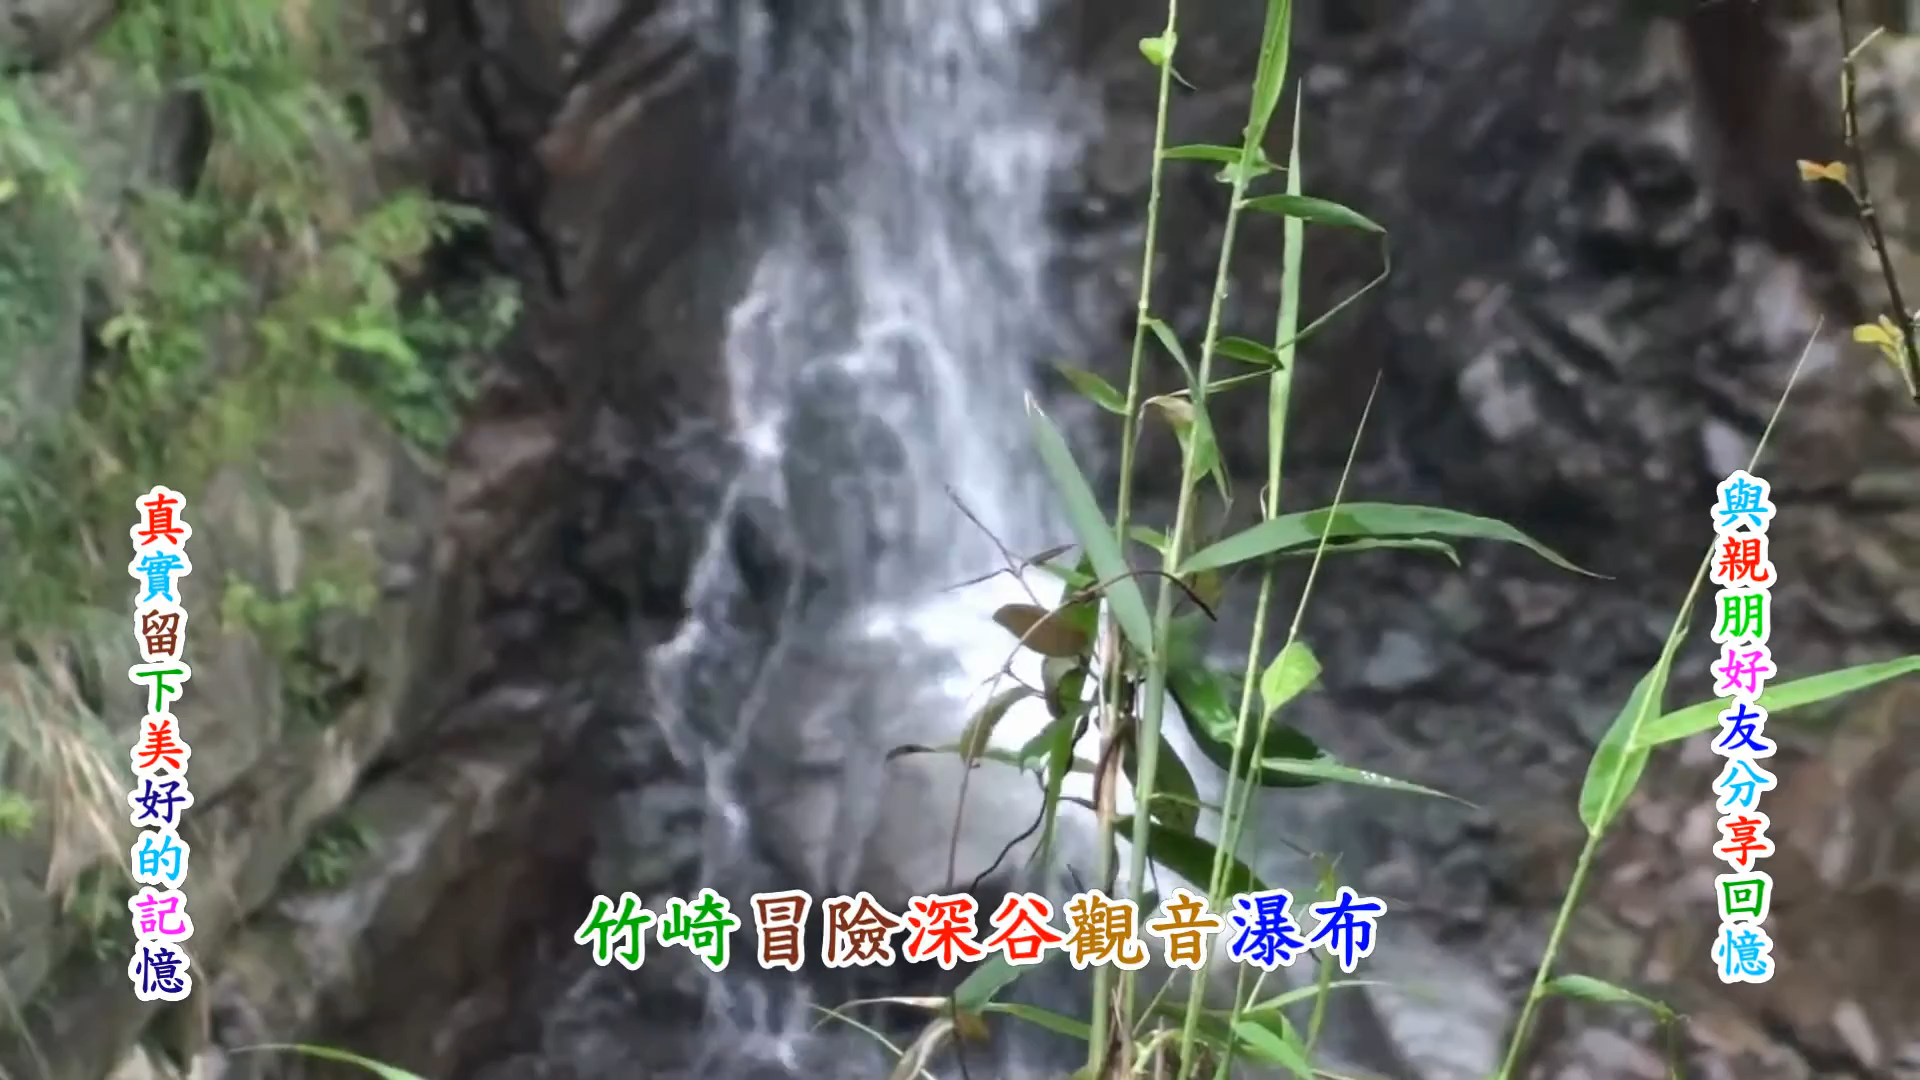 與親朋好友分享回憶
真實留下美好的記憶
竹崎冒險深谷觀音瀑布